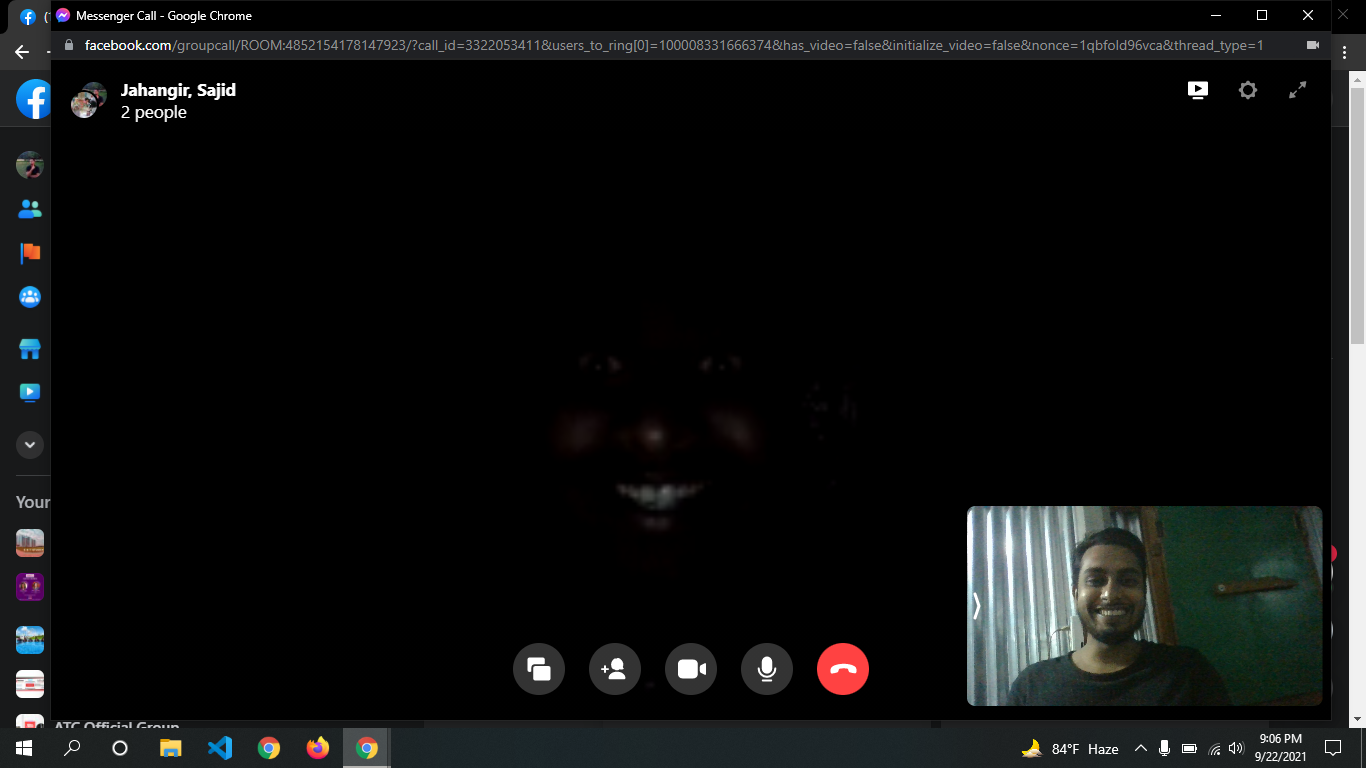 (
Messenger Call - Google Chrome
facebook.com/groupcall/ROOM:4852154178147923/?call_id=3322053411&users_to_ring[0]=100008331666374&has_video=false&initialize_video=false&nonce=1qbfold96vca&thread_type=1
Jahangir, Sajid
2 people
Your
ATC Official Group
84°F Haze
9:06 PM
9/22/2021